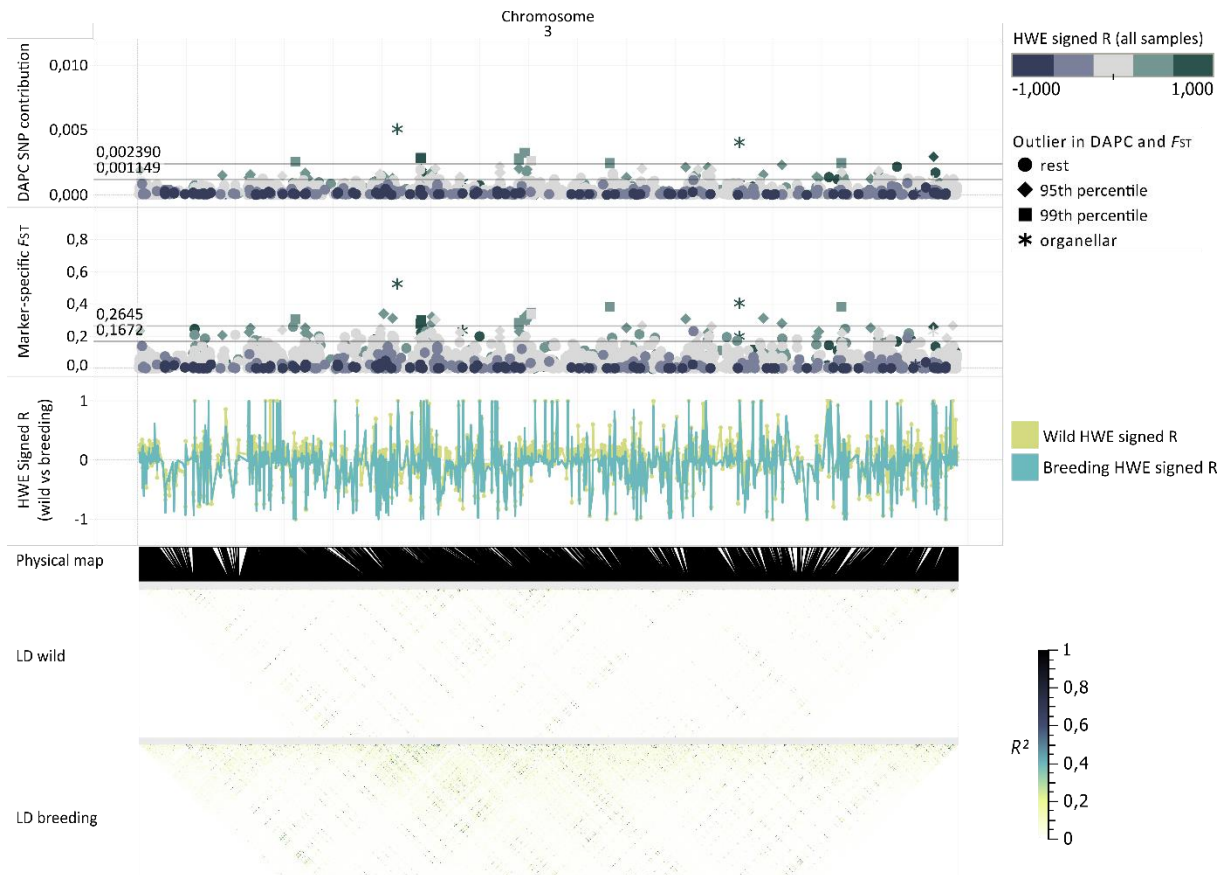 Chromosome
3
DAPC SNP contribution
0,010
0,005
0,002390
0,001149
0,000
Marker-specific FST
0,8
0,6
0,4
0,2645
0,2
0,1672
0,0
HWE Signed R
(wild vs breeding)
1
0
-1
Physical map
LD wild
LD breeding
HWE signed R (all samples)
-1,000 1,000
Outlier in DAPC and FST
rest
95th percentile
99th percentile
organellar
Wild HWE signed R
Breeding HWE signed R
R²
1
0,8
0,6
0,4
0,2
0